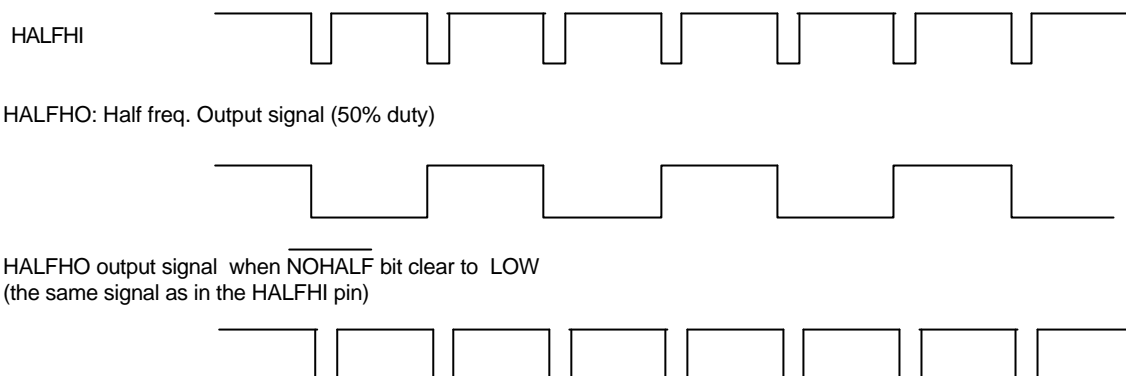 HALFHI
HALFHO: Half freq. Output signal (50% duty)
HALFHO output signal when NOHALF bit clear to LOW
(the same signal as in the HALFHI pin)